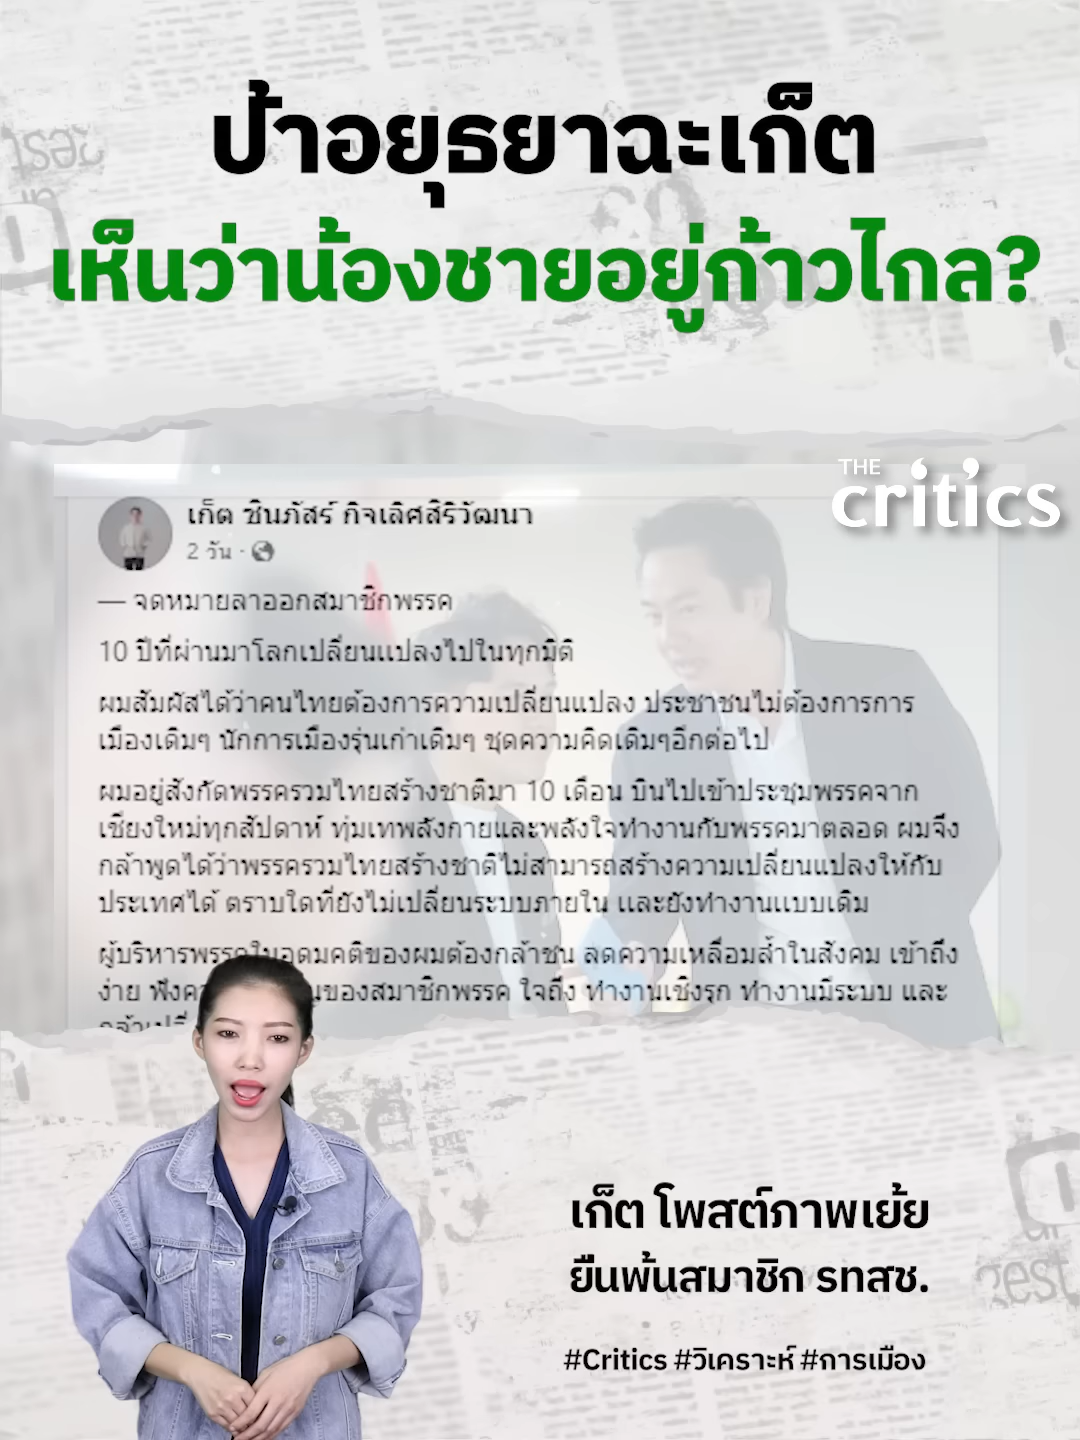 ป้าอยุธยาฉะเก็ต
เห็นว่าน้องชายอยู่ก้าวไกล?
THE
critics
เก็ต ชินภัสร์ กิจเลิศสิริวัฒนา
2 วัน ·
— จดหมายลาออกสมาชิกพรรค
10 ปีที่ผ่านมาโลกเปลี่ยนแปลงไปในทุกมิติ
ผมสัมผัสได้ว่าคนไทยต้องการความเปลี่ยนแปลง ประชาชนไม่ต้องการการ
เมืองเดิมๆ นักการเมืองรุ่นเก่าเดิมๆ ชุดความคิดเดิมๆอีกต่อไป
ผมอยู่สังกัดพรรครวมไทยสร้างชาติมา 10 เดือน บินไปเข้าประชุมพรรคจาก
เชียงใหม่ทุกสัปดาห์ ทุ่มเทพลังกายและพลังใจทำงานกับพรรคมาตลอด ผมจึง
กล้าพูดได้ว่าพรรครวมไทยสร้างชาติไม่สามารถสร้างความเปลี่ยนแปลงให้กับ
ประเทศได้ ตราบใดที่ยังไม่เปลี่ยนระบบภายใน และยังทำงานแบบเดิม
ผู้บริหารพรรคในอุดมคติของผมต้องกล้าชน ลดความเหลื่อมล้ำในสังคม เข้าถึง
ง่าย ของสมาชิกพรรค ใจถึง ทำงานเชิงรุก ทำงานมีระบบ และ
เก็ต โพสต์ภาพเย้ย
ยืนพ้นสมาชิก รทสช.
#Critics #วิเคราะห์ #การเมือง